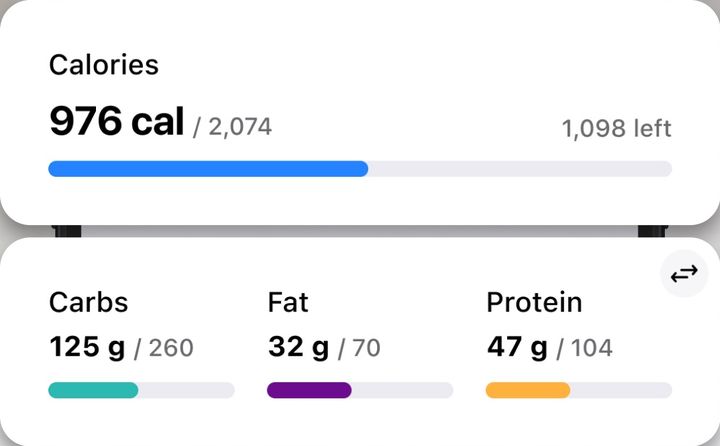 Calories
976 cal / 2,074
1,098 left
Carbs
125 g / 260
Fat
32 g / 70
Protein
47 g / 104